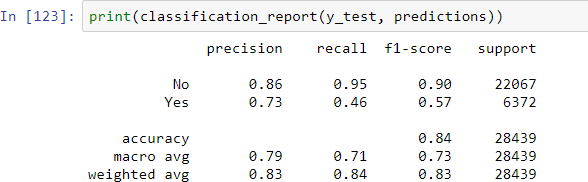 In [123]: print(classification_report(y_test, predictions))
precision recall f1-score support
No 0.86 0.95 0.90 22067
Yes 0.73 0.46 0.57 6372
accuracy 0.84 28439
macro avg 0.79 0.71 0.73 28439
weighted avg 0.83 0.84 0.83 28439